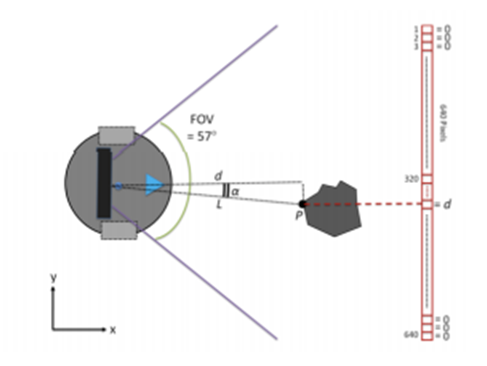 FOV
= 57°
d
α
L
P
y
x
1 = ∞
2 = ∞
3 = ∞
640 Pixels
320
= d
= ∞
= ∞
640 = ∞